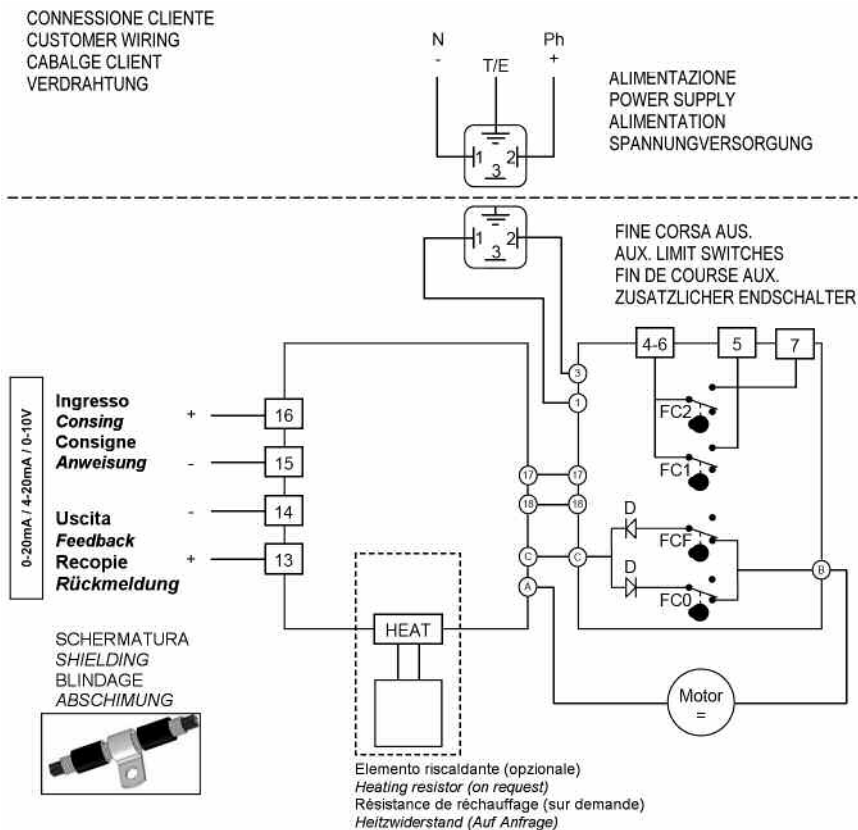 CONNESSIONE CLIENTE
CUSTOMER WIRING
CABALGE CLIENT
VERDRAHTUNG
N
-
T/E
Ph
+
ALIMENTAZIONE
POWER SUPPLY
ALIMENTATION
SPANNUNGVERSORGUNG
1 2
3
1 2
3
FINE CORSA AUS.
AUX. LIMIT SWITCHES
FIN DE COURSE AUX.
ZUSATZLICHER ENDSCHALTER
4-6 5 7
3
1
FC2
FC1
17 17
18 18
D
FCF
C C
D
FC0
B
A
0-20mA / 4-20mA / 0-10V
Ingresso
Consing
Consigne
Anweisung
+ 16
- 15
Uscita
Feedback
Recopie
Rückmeldung
- 14
+ 13
HEAT
Motor
=
SCHERMATURA
SHIELDING
BLINDAGE
ABSCHIMUNG
Elemento riscaldante (opzionale)
Heating resistor (on request)
Résistance de réchauffage (sur demande)
Heitzwiderstand (Auf Anfrage)